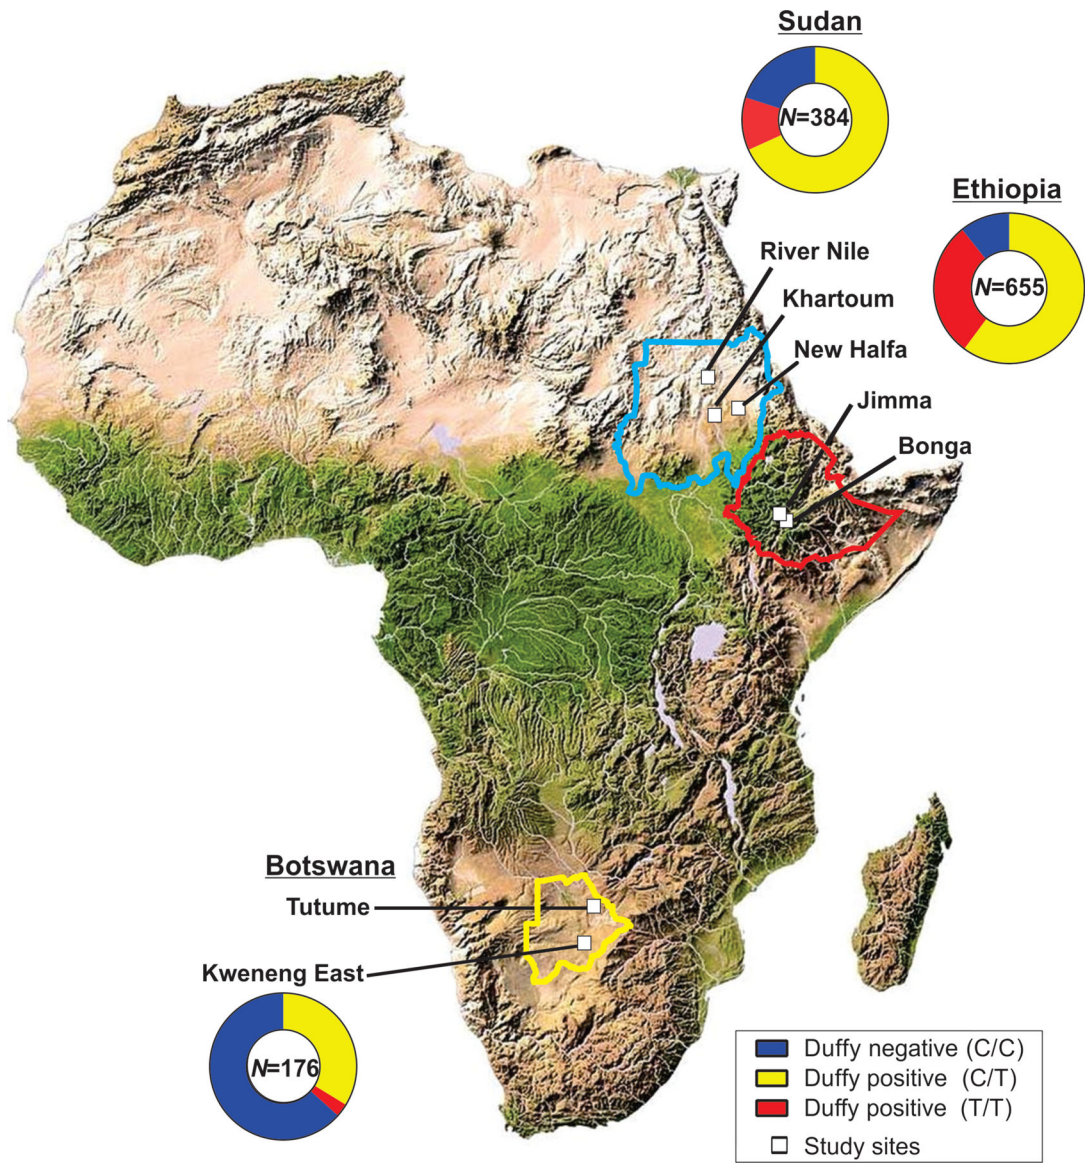 Sudan
N=384
Ethiopia
N=655
River Nile
Khartoum
New Halfa
Jimma
Bonga
Botswana
Tutume
Kweneng East
N=176
Duffy negative (C/C)
Duffy positive (C/T)
Duffy positive (T/T)
Study sites